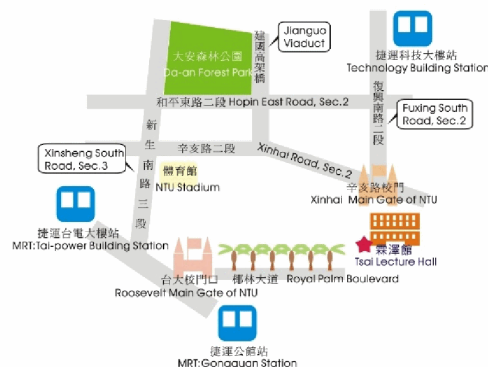 大安森林公園
Da-an Forest Park
建國高架橋
Jianguo
Viaduct
捷運科技大樓站
Technology Building Station
復興南路二段
Fuxing South
Road, Sec.2
和平東路二段 Hopin East Road, Sec.2
新生南路三段
辛亥路二段
Xinhai Road, Sec.2
Xinsheng South
Road, Sec.3
體育館
NTU Stadium
辛亥路校門
Xinhai Main Gate of NTU
捷運台電大樓站
MRT:Tai-power Building Station
霖澤館
Tsai Lecture Hall
台大校門口
Roosevelt Main Gate of NTU
椰林大道 Royal Palm Boulevard
捷運公館站
MRT:Gongguan Station